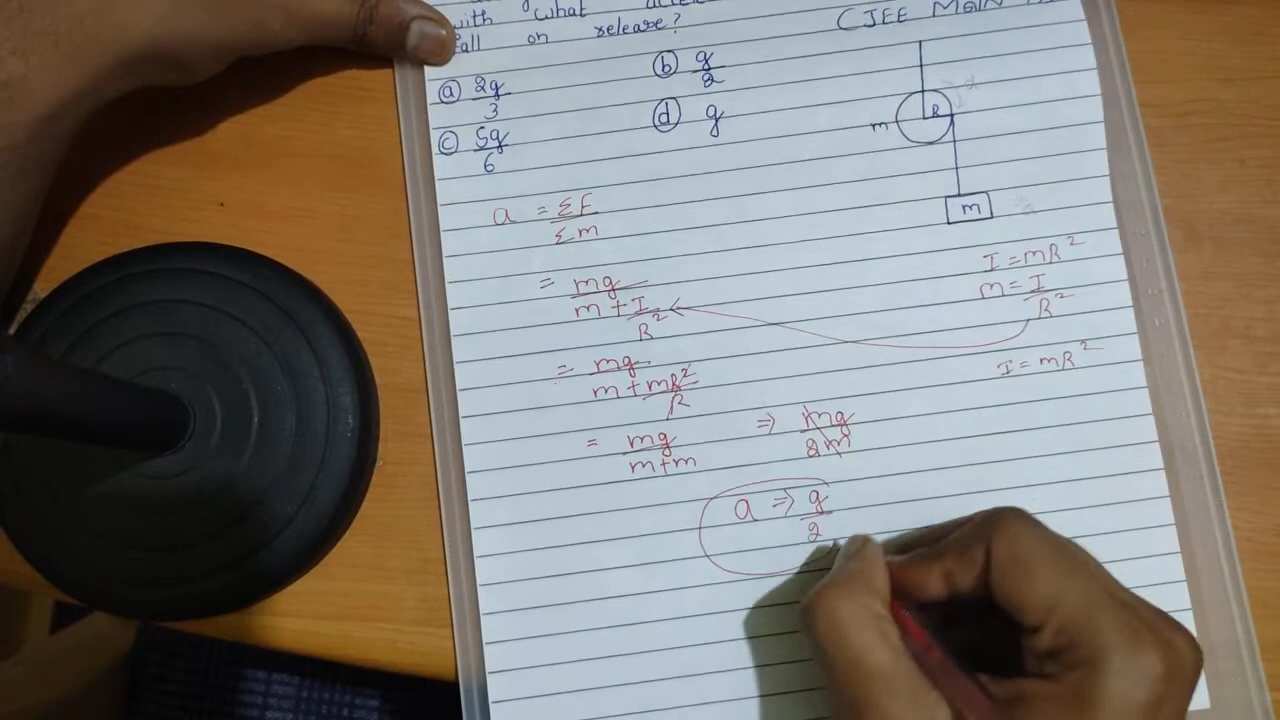 with what
fall on release?
(JEE MAIN
(a) 2g/3
(b) g/2
(c) 5g/6
(d) g
R
m
m
a = ΣF/Σm
= mg/(m + I/R²)
I = mR²
m = I/R²
= mg/(m + mR²/R)
I = mR²
= mg/(m+m) ⇒ mg/2m
a ⇒ g/2